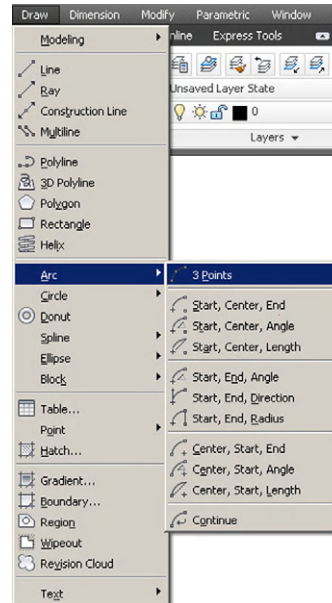 Draw Dimension Modify Parametric Window
Modeling
nline Express Tools
Line
Ray
Construction Line
Multiline
Unsaved Layer State
0
Layers
Polyline
3D Polyline
Polygon
Rectangle
Helix
Arc
Circle
Donut
Spline
Ellipse
Block
Table...
Point
Hatch...
Gradient...
Boundary...
Region
Wipeout
Revision Cloud
Text
3 Points
Start, Center, End
Start, Center, Angle
Start, Center, Length
Start, End, Angle
Start, End, Direction
Start, End, Radius
Center, Start, End
Center, Start, Angle
Center, Start, Length
Continue